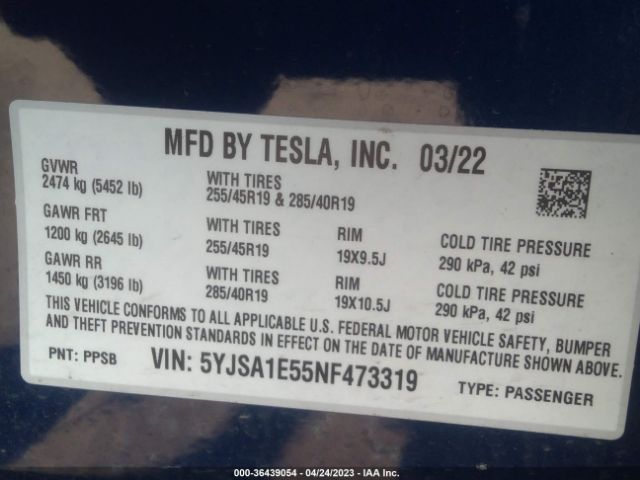 MFD BY TESLA, INC. 03/22
GVWR
2474 kg (5452 lb)
WITH TIRES
255/45R19 & 285/40R19
GAWR FRT
1200 kg (2645 lb)
WITH TIRES
255/45R19
RIM
19X9.5J
COLD TIRE PRESSURE
290 kPa, 42 psi
GAWR RR
1450 kg (3196 lb)
WITH TIRES
285/40R19
RIM
19X10.5J
COLD TIRE PRESSURE
290 kPa, 42 psi
THIS VEHICLE CONFORMS TO ALL APPLICABLE U.S. FEDERAL MOTOR VEHICLE SAFETY, BUMPER
AND THEFT PREVENTION STANDARDS IN EFFECT ON THE DATE OF MANUFACTURE SHOWN ABOVE.
PNT: PPSB VIN: 5YJSA1E55NF473319 TYPE: PASSENGER
000-36439054 - 04/24/2023 - IAA Inc.